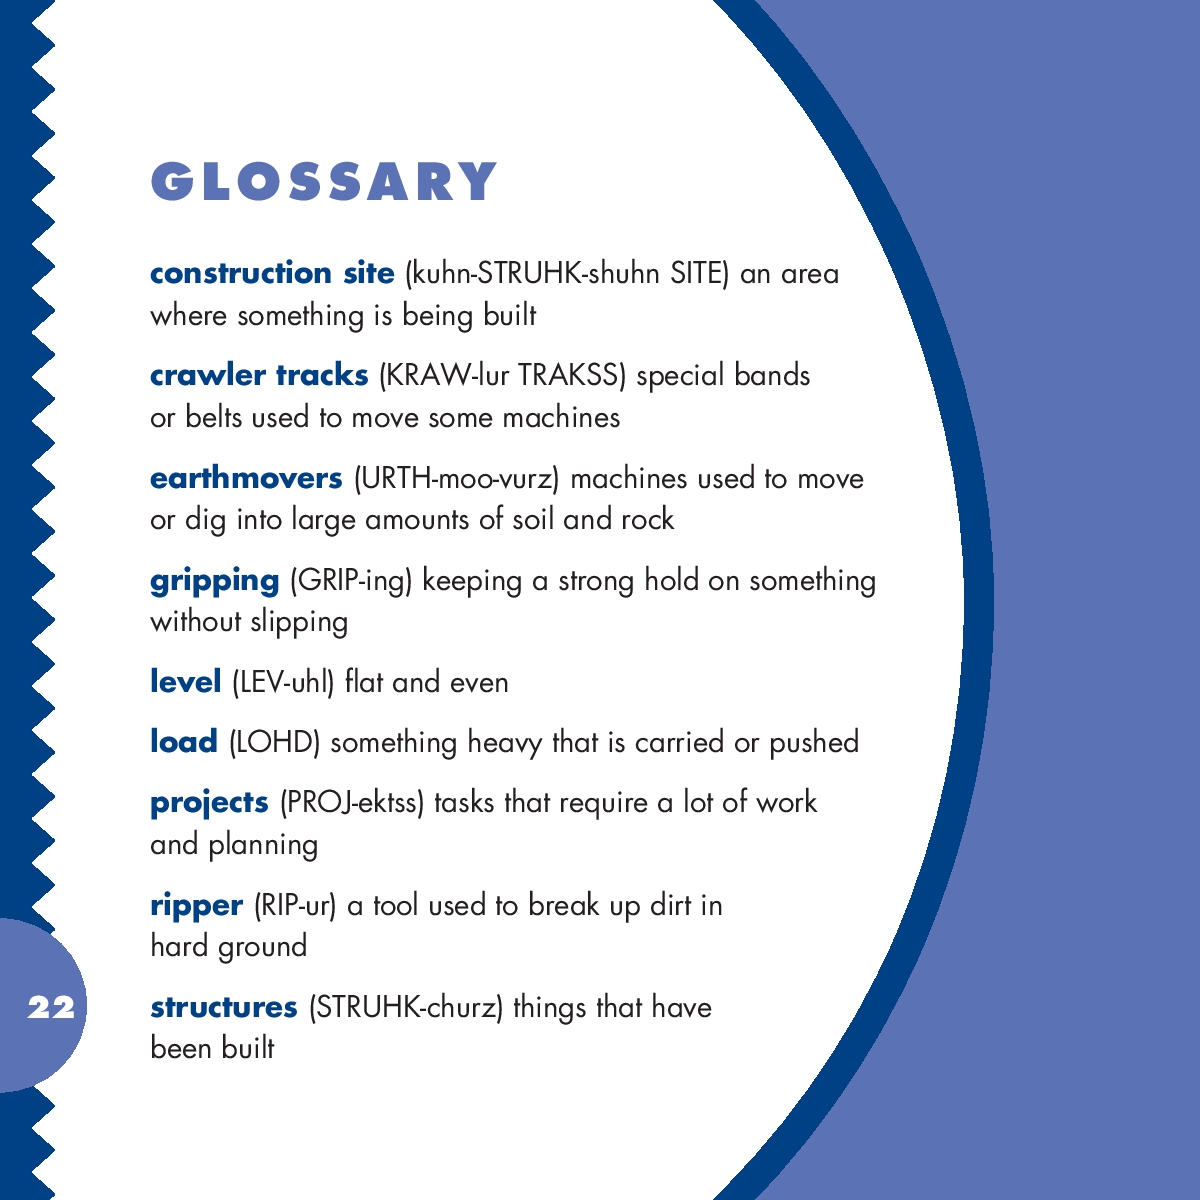 GLOSSARY
construction site (kuhn-STRUHK-shuhn SITE) an area
where something is being built
crawler tracks (KRAW-lur TRAKSS) special bands
or belts used to move some machines
earthmovers (URTH-moo-vurz) machines used to move
or dig into large amounts of soil and rock
gripping (GRIP-ing) keeping a strong hold on something
without slipping
level (LEV-uhl) flat and even
load (LOHD) something heavy that is carried or pushed
projects (PROJ-ektss) tasks that require a lot of work
and planning
ripper (RIP-ur) a tool used to break up dirt in
hard ground
structures (STRUHK-churz) things that have
been built
22